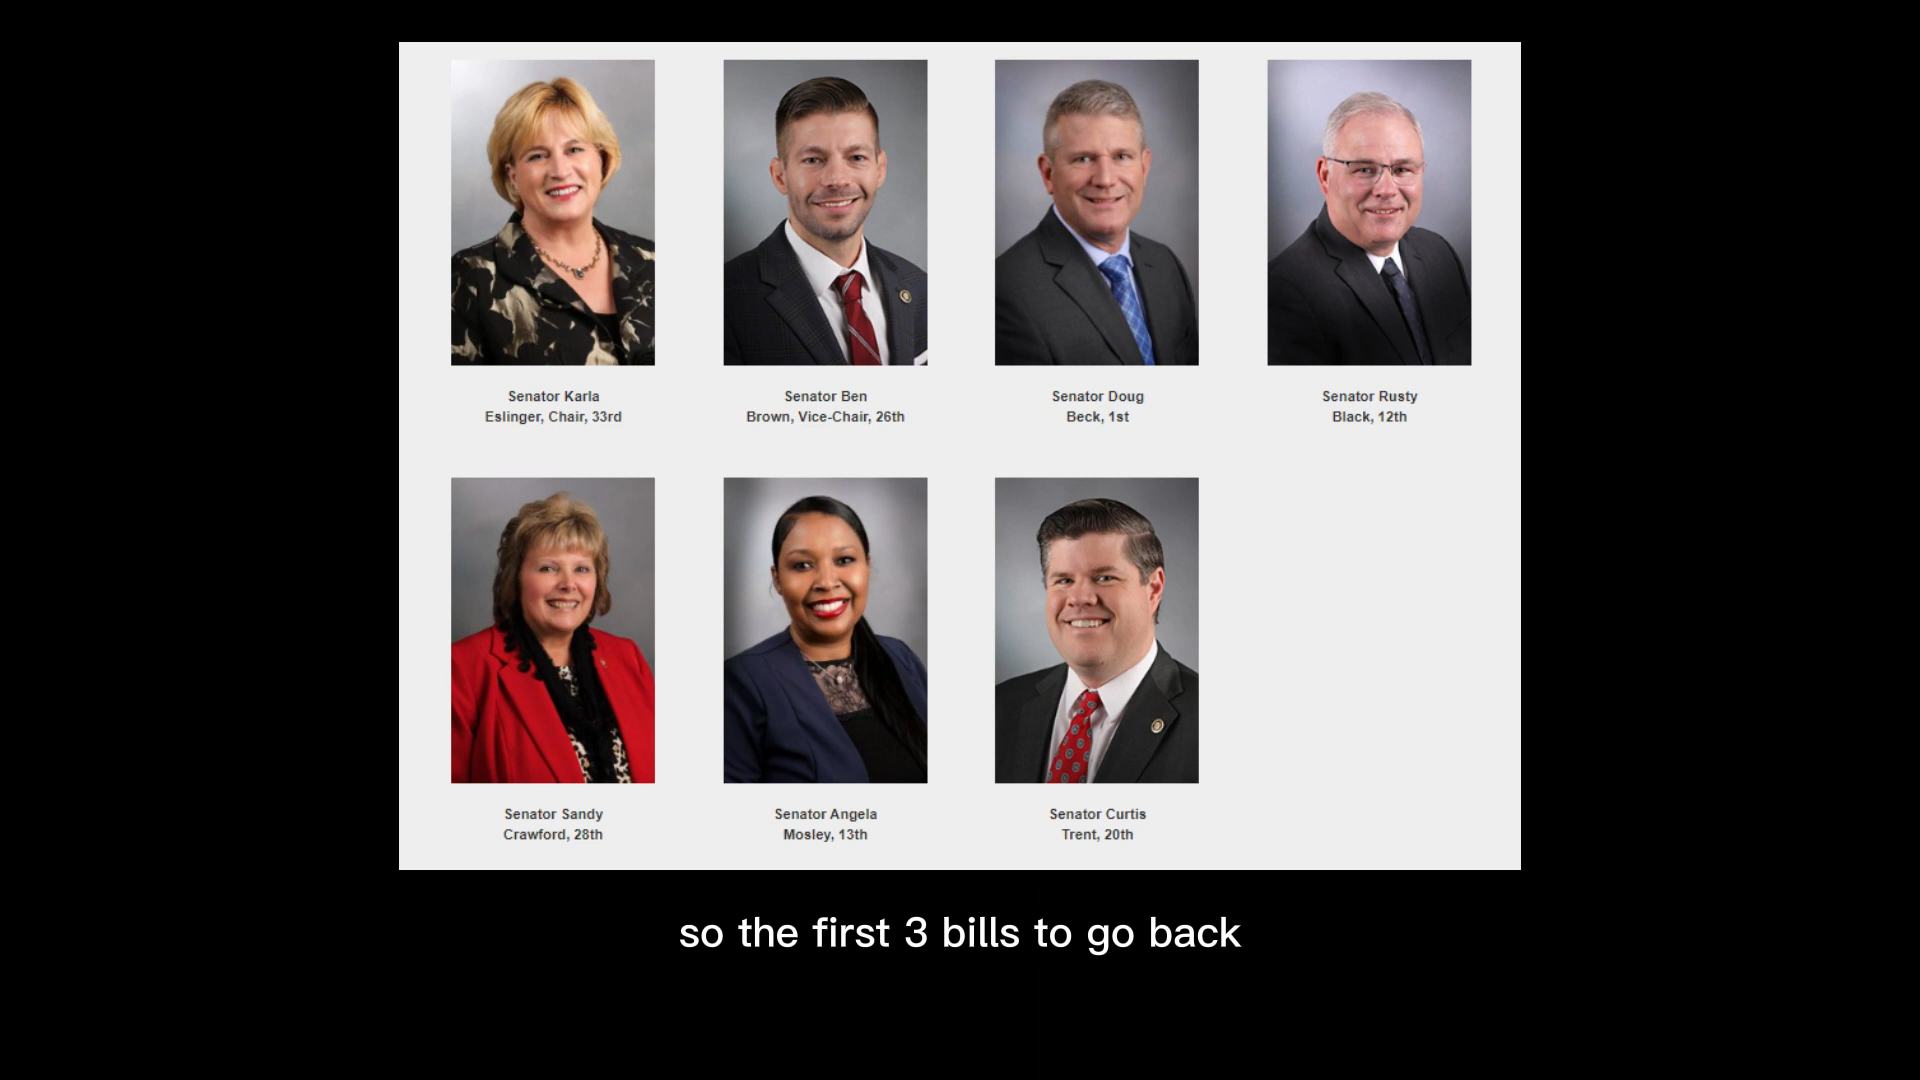 Senator Karla
Eslinger, Chair, 33rd
Senator Ben
Brown, Vice-Chair, 26th
Senator Doug
Beck, 1st
Senator Rusty
Black, 12th
Senator Sandy
Crawford, 28th
Senator Angela
Mosley, 13th
Senator Curtis
Trent, 20th
so the first 3 bills to go back